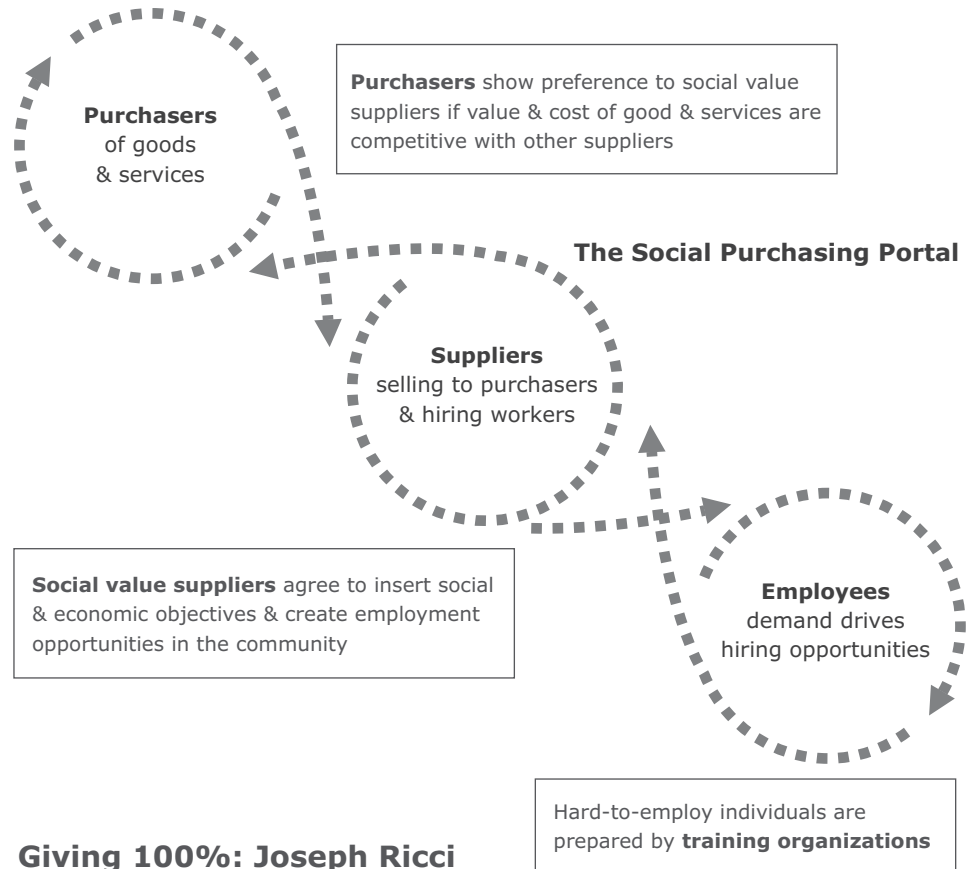 Purchasers
of goods
& services
Purchasers show preference to social value
suppliers if value & cost of good & services are
competitive with other suppliers
The Social Purchasing Portal
Suppliers
selling to purchasers
& hiring workers
Social value suppliers agree to insert social
& economic objectives & create employment
opportunities in the community
Employees
demand drives
hiring opportunities
Hard-to-employ individuals are
prepared by training organizations
Giving 100%: Joseph Ricci